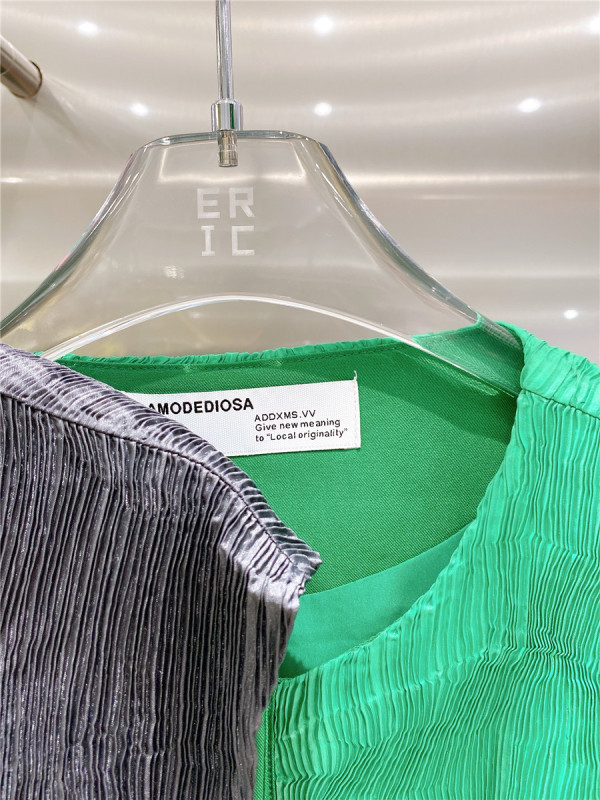 ER
IC
AMODEDIOSA
ADDXMS.VV
Give new meaning
to "Local originality"